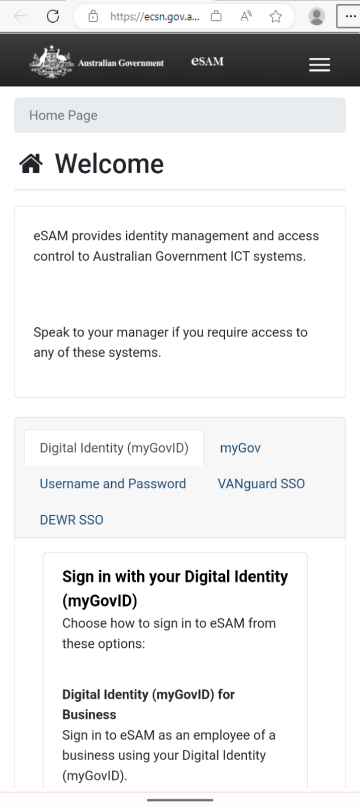 https://ecsn.gov.a...
Australian Government eSAM
Home Page
Welcome
eSAM provides identity management and access
control to Australian Government ICT systems.
Speak to your manager if you require access to
any of these systems.
Digital Identity (myGovID) myGov
Username and Password VANguard SSO
DEWR SSO
Sign in with your Digital Identity
(myGovID)
Choose how to sign in to eSAM from
these options:
Digital Identity (myGovID) for
Business
Sign in to eSAM as an employee of a
business using your Digital Identity
(myGovID).